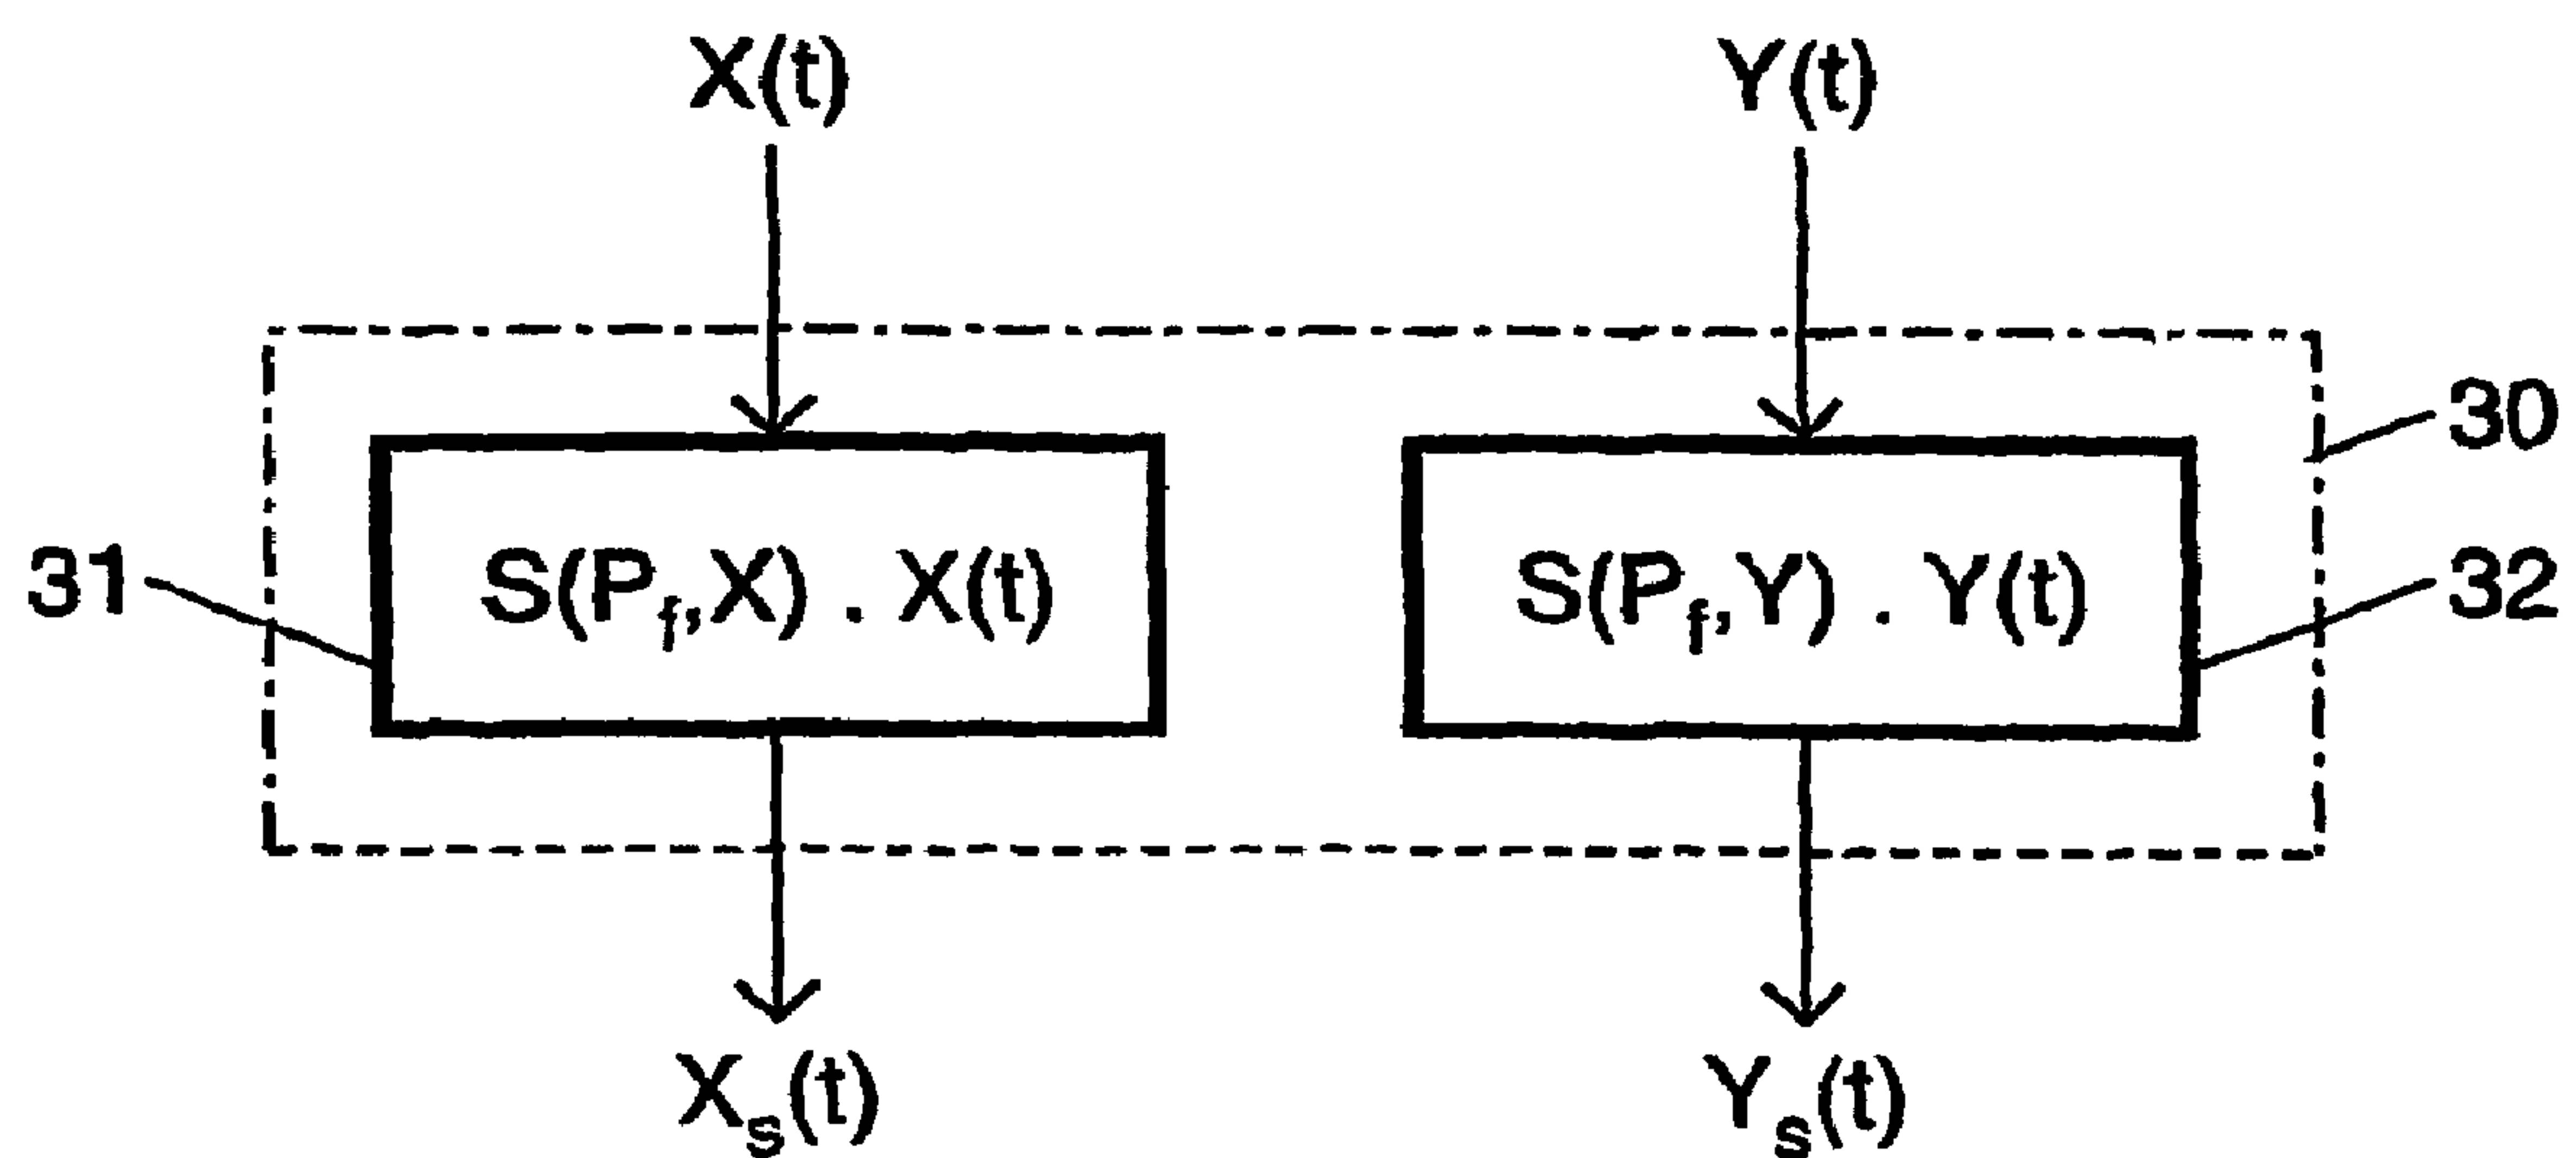 X(t)
Y(t)
30
31
S(P_f,X) . X(t)
S(P_f,Y) . Y(t)
32
X_s(t)
Y_s(t)